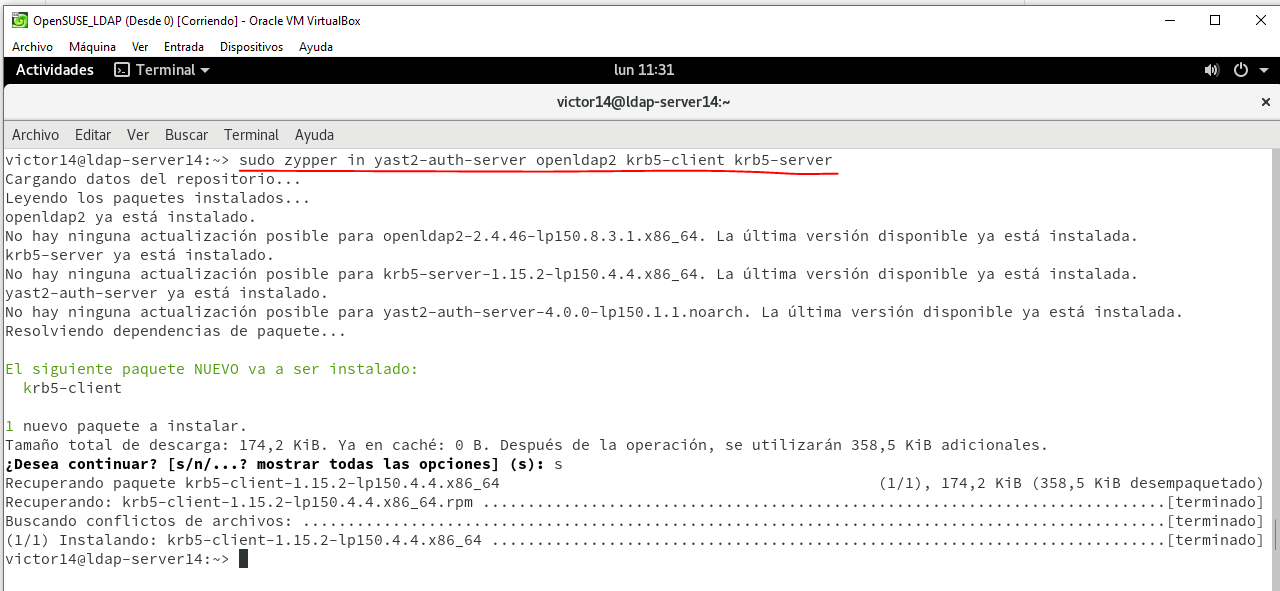 OpenSUSE_LDAP (Desde 0) [Corriendo] - Oracle VM VirtualBox
Archivo Máquina Ver Entrada Dispositivos Ayuda
Actividades Terminal lun 11:31
victor14@ldap-server14:~
Archivo Editar Ver Buscar Terminal Ayuda
victor14@ldap-server14:~> sudo zypper in yast2-auth-server openldap2 krb5-client krb5-server
Cargando datos del repositorio...
Leyendo los paquetes instalados...
openldap2 ya está instalado.
No hay ninguna actualización posible para openldap2-2.4.46-lp150.8.3.1.x86_64. La última versión disponible ya está instalada.
krb5-server ya está instalado.
No hay ninguna actualización posible para krb5-server-1.15.2-lp150.4.4.x86_64. La última versión disponible ya está instalada.
yast2-auth-server ya está instalado.
No hay ninguna actualización posible para yast2-auth-server-4.0.0-lp150.1.1.noarch. La última versión disponible ya está instalada.
Resolviendo dependencias de paquete...
El siguiente paquete NUEVO va a ser instalado:
krb5-client
1 nuevo paquete a instalar.
Tamaño total de descarga: 174,2 KiB. Ya en caché: 0 B. Después de la operación, se utilizarán 358,5 KiB adicionales.
¿Desea continuar? [s/n/...? mostrar todas las opciones] (s): s
Recuperando paquete krb5-client-1.15.2-lp150.4.4.x86_64 (1/1), 174,2 KiB (358,5 KiB desempaquetado)
Recuperando: krb5-client-1.15.2-lp150.4.4.x86_64.rpm ............................................................................[terminado]
Buscando conflictos de archivos: ................................................................................................[terminado]
(1/1) Instalando: krb5-client-1.15.2-lp150.4.4.x86_64 ...........................................................................[terminado]
victor14@ldap-server14:~>